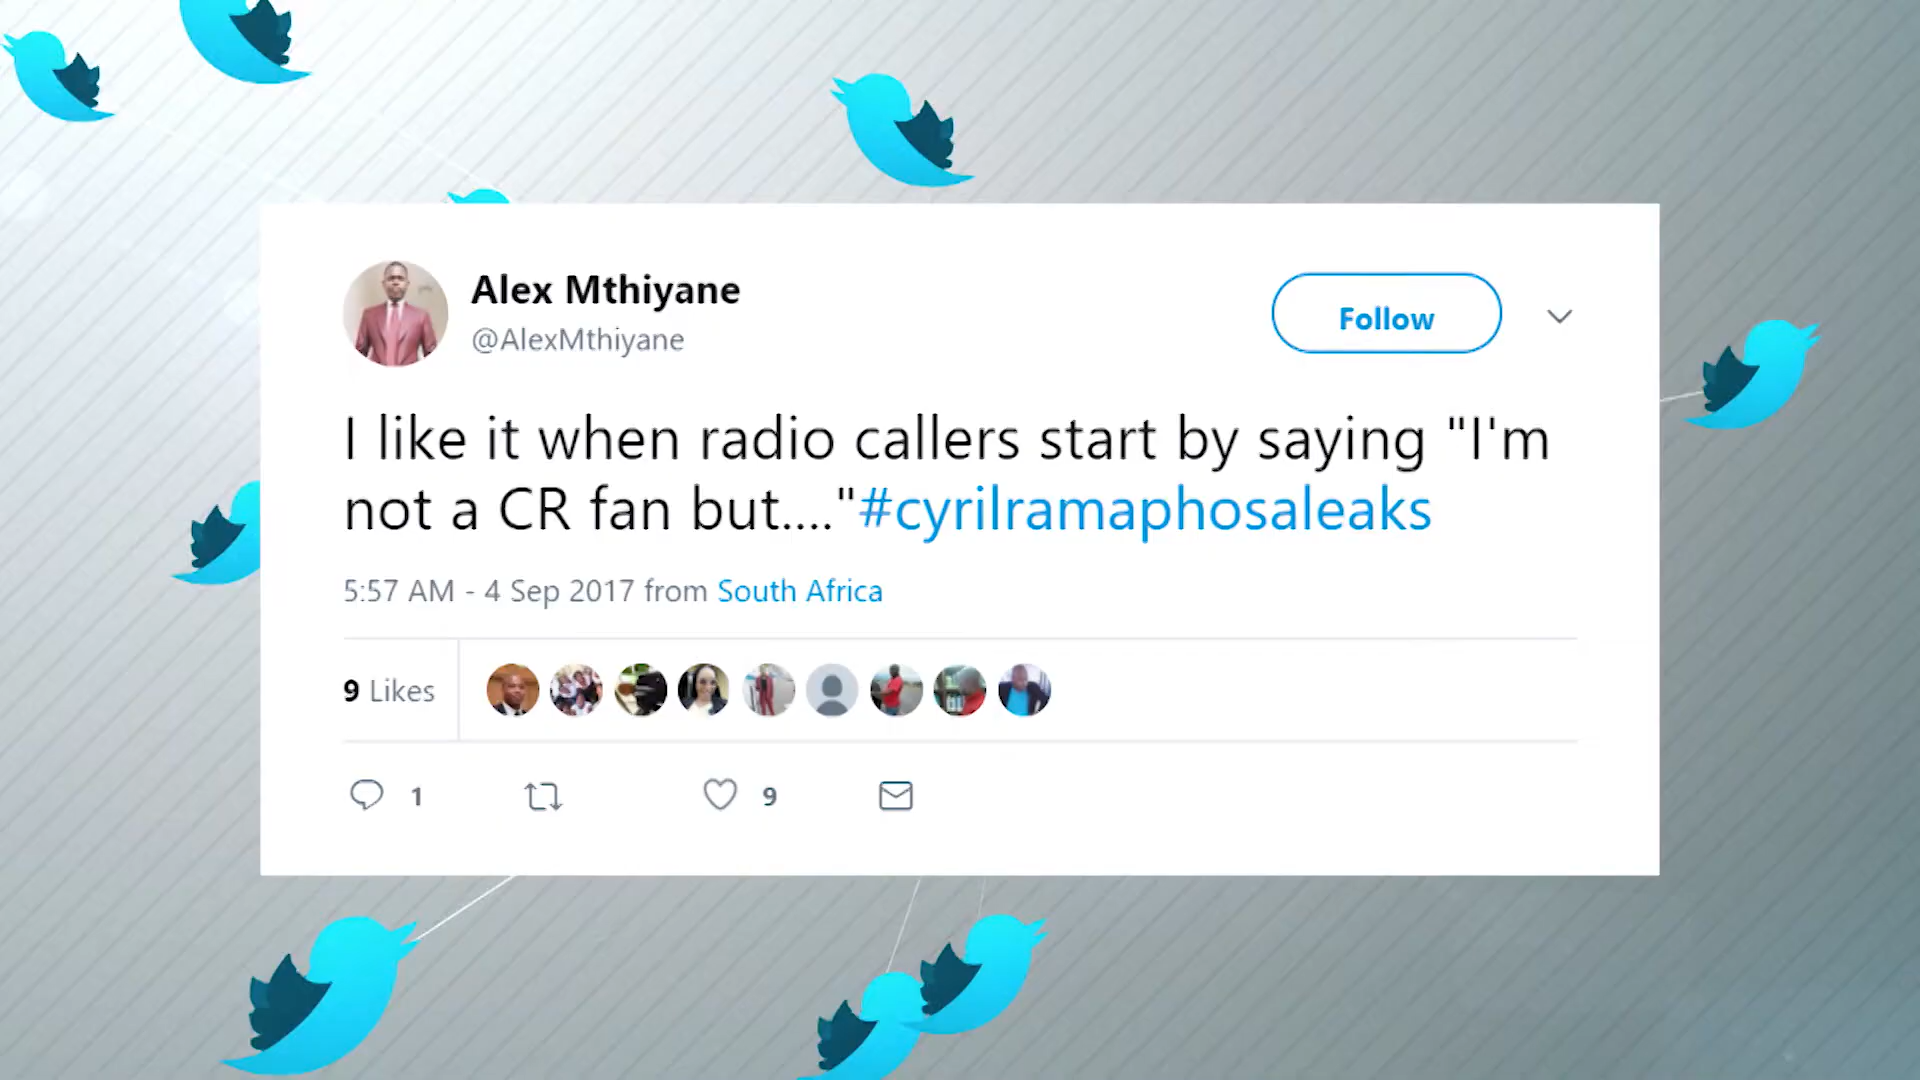 Alex Mthiyane
@AlexMthiyane
Follow
I like it when radio callers start by saying "I'm
not a CR fan but...."#cyrilramaphosaleaks
5:57 AM - 4 Sep 2017 from South Africa
9 Likes
1
9